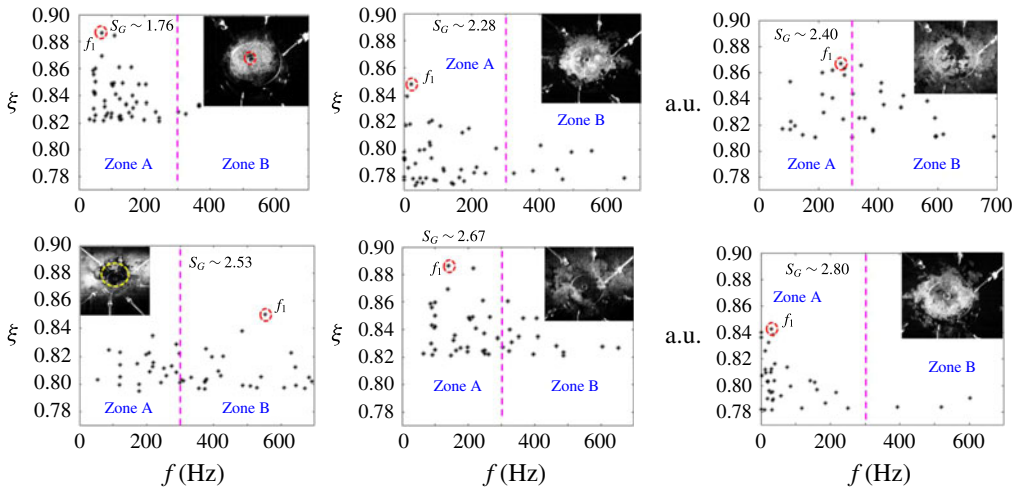 0.90
0.88
0.86
0.84
0.82
0.80
0.78
ξ
S_G ~ 1.76
f_1
Zone A
Zone B
0 200 400 600
0.90
0.88
0.86
0.84
0.82
0.80
0.78
ξ
S_G ~ 2.28
Zone A
f_1
Zone B
0 200 400 600
0.90
0.88
0.86
0.84
0.82
0.80
0.78
a.u.
S_G ~ 2.40
f_1
Zone A
Zone B
0 100 200 300 400 500 600 700
0.90
0.88
0.86
0.84
0.82
0.80
0.78
ξ
S_G ~ 2.53
f_1
Zone A
Zone B
0 200 400 600
f (Hz)
0.90
0.88
0.86
0.84
0.82
0.80
0.78
ξ
S_G ~ 2.67
f_1
Zone A
Zone B
0 200 400 600
f (Hz)
0.90
0.88
0.86
0.84
0.82
0.80
0.78
a.u.
S_G ~ 2.80
Zone A
f_1
Zone B
0 200 400 600
f (Hz)